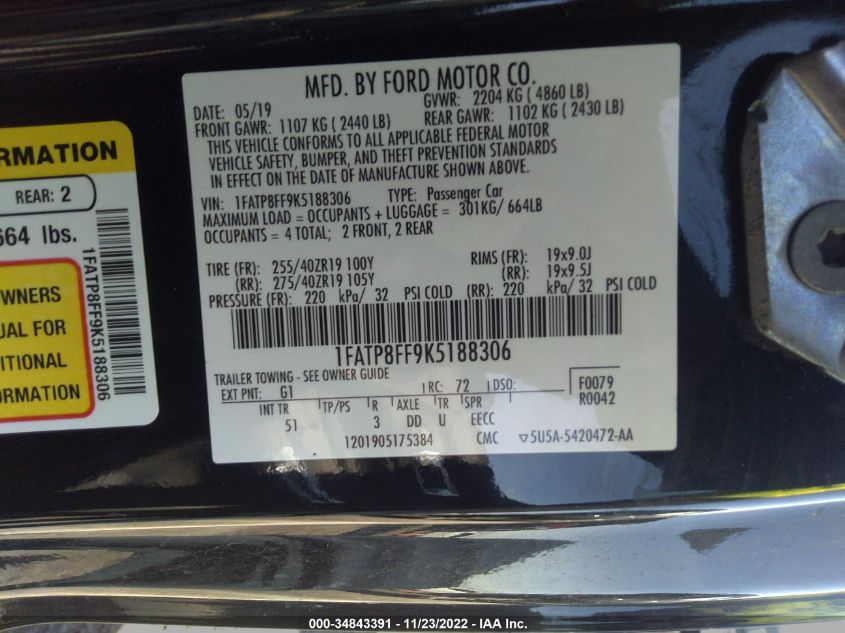 ORMATION
REAR: 2
664 lbs.
WNERS
UAL FOR
ITIONAL
ORMATION
1FATP8FF9K5188306
MFD. BY FORD MOTOR CO.
DATE: 05/19 GVWR: 2204 KG ( 4860 LB)
FRONT GAWR: 1107 KG ( 2440 LB) REAR GAWR: 1102 KG ( 2430 LB)
THIS VEHICLE CONFORMS TO ALL APPLICABLE FEDERAL MOTOR
VEHICLE SAFETY, BUMPER, AND THEFT PREVENTION STANDARDS
IN EFFECT ON THE DATE OF MANUFACTURE SHOWN ABOVE.
VIN: 1FATP8FF9K5188306 TYPE: Passenger Car
MAXIMUM LOAD = OCCUPANTS + LUGGAGE = 301KG/ 664LB
OCCUPANTS = 4 TOTAL; 2 FRONT, 2 REAR
TIRE (FR): 255/40ZR19 100Y RIMS (FR): 19x9.0J
(RR): 275/40ZR19 105Y (RR): 19x9.5J
PRESSURE (FR): 220 kPa/ 32 PSI COLD (RR): 220 kPa/ 32 PSI COLD
1FATP8FF9K5188306
TRAILER TOWING - SEE OWNER GUIDE
EXT PNT: G1 RC: 72 DSO: F0079
R0042
INT TR TP/PS R AXLE TR SPR
51 3 DD U EECC
1201905175384 CMC ▽5U5A-5420472-AA
000-34843391 - 11/23/2022 - IAA Inc.